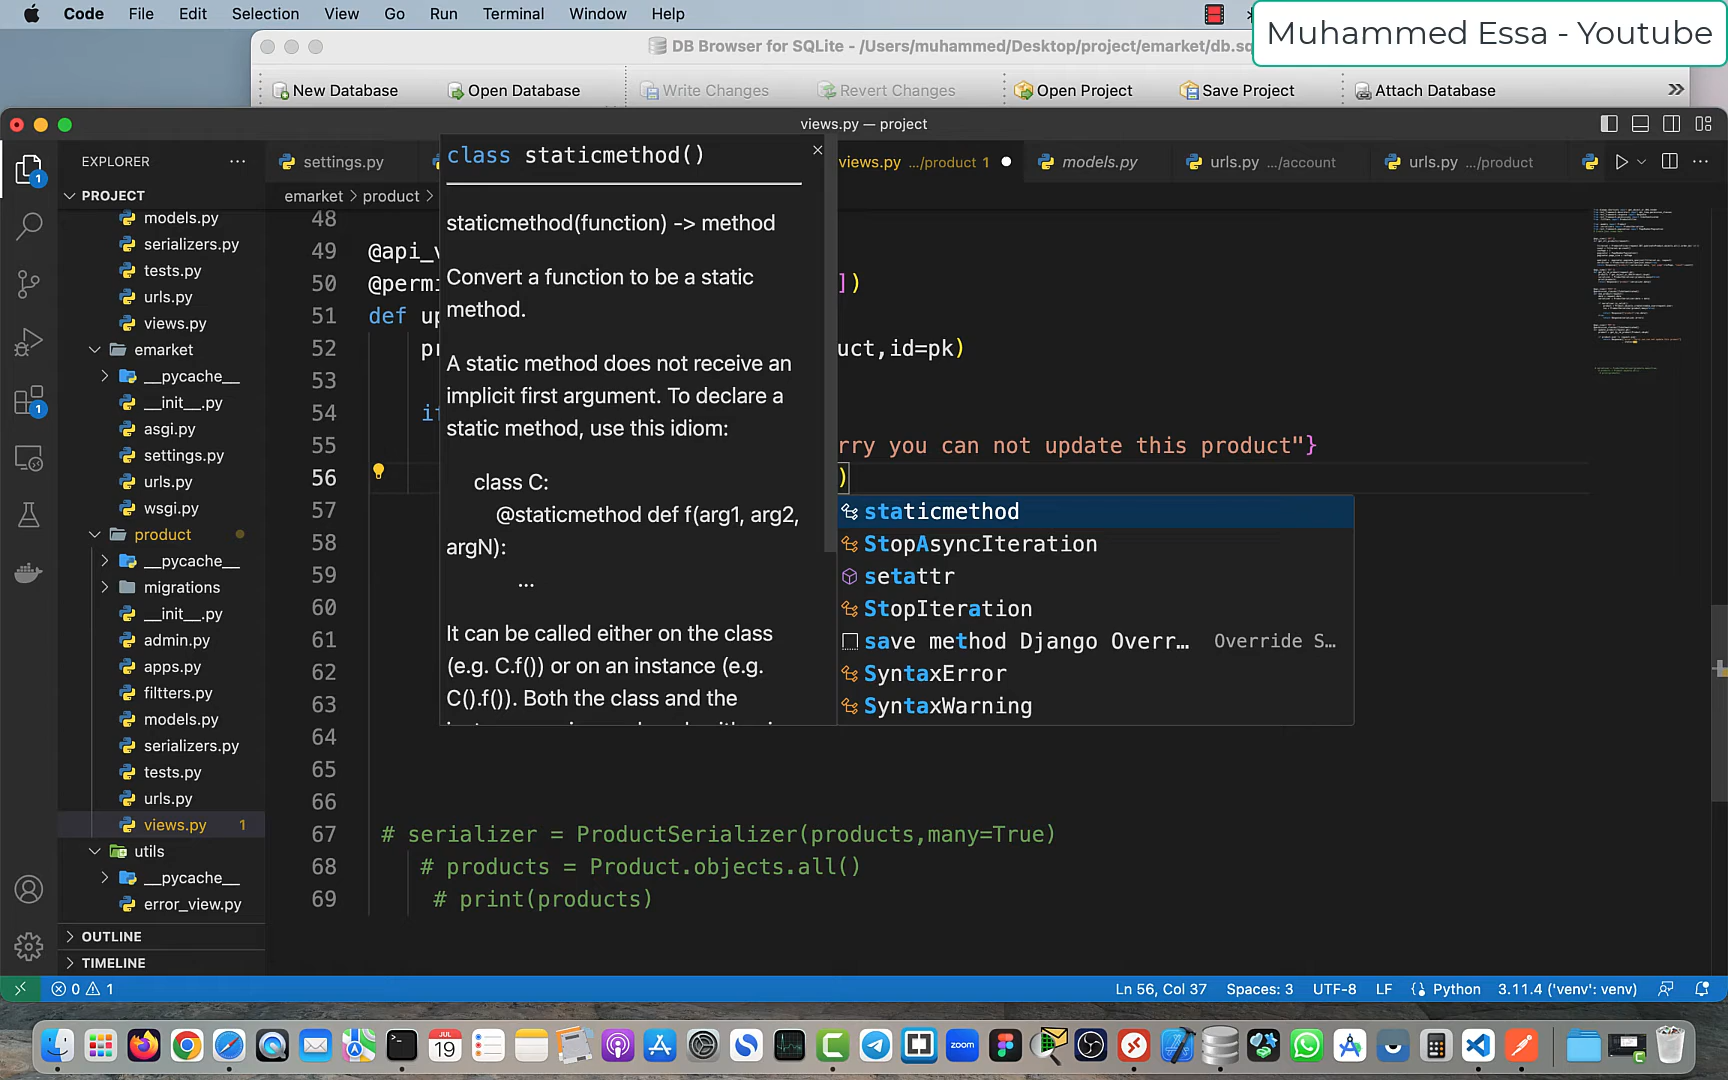 Code File Edit Selection View Go Run Terminal Window Help
Muhammed Essa - Youtube
DB Browser for SQLite - /Users/muhammed/Desktop/project/emarket/db.sq
New Database Open Database Write Changes Revert Changes Open Project Save Project Attach Database »
views.py — project
EXPLORER ···
settings.py
views.py .../product 1
models.py
urls.py .../account
urls.py .../product
PROJECT
emarket > product >
models.py
serializers.py
tests.py
urls.py
views.py
emarket
__pycache__
__init__.py
asgi.py
settings.py
urls.py
wsgi.py
product
__pycache__
migrations
__init__.py
admin.py
apps.py
filtters.py
models.py
serializers.py
tests.py
urls.py
views.py 1
utils
__pycache__
error_view.py
OUTLINE
TIMELINE
1
1
48
49 @api_v
50 @permi ])
51 def up
52 pr uct,id=pk)
53
54 if
55 rry you can not update this product"}
56 )
57
58
59
60
61
62
63
64
65
66
67 # serializer = ProductSerializer(products,many=True)
68 # products = Product.objects.all()
69 # print(products)
class staticmethod()
staticmethod(function) -> method
Convert a function to be a static
method.
A static method does not receive an
implicit first argument. To declare a
static method, use this idiom:
class C:
@staticmethod def f(arg1, arg2,
argN):
...
It can be called either on the class
(e.g. C.f()) or on an instance (e.g.
C().f()). Both the class and the
staticmethod
StopAsyncIteration
setattr
StopIteration
save method Django Overr... Override S...
SyntaxError
SyntaxWarning
0 1
Ln 56, Col 37 Spaces: 3 UTF-8 LF Python 3.11.4 ('venv': venv)
JUL
19
zoom